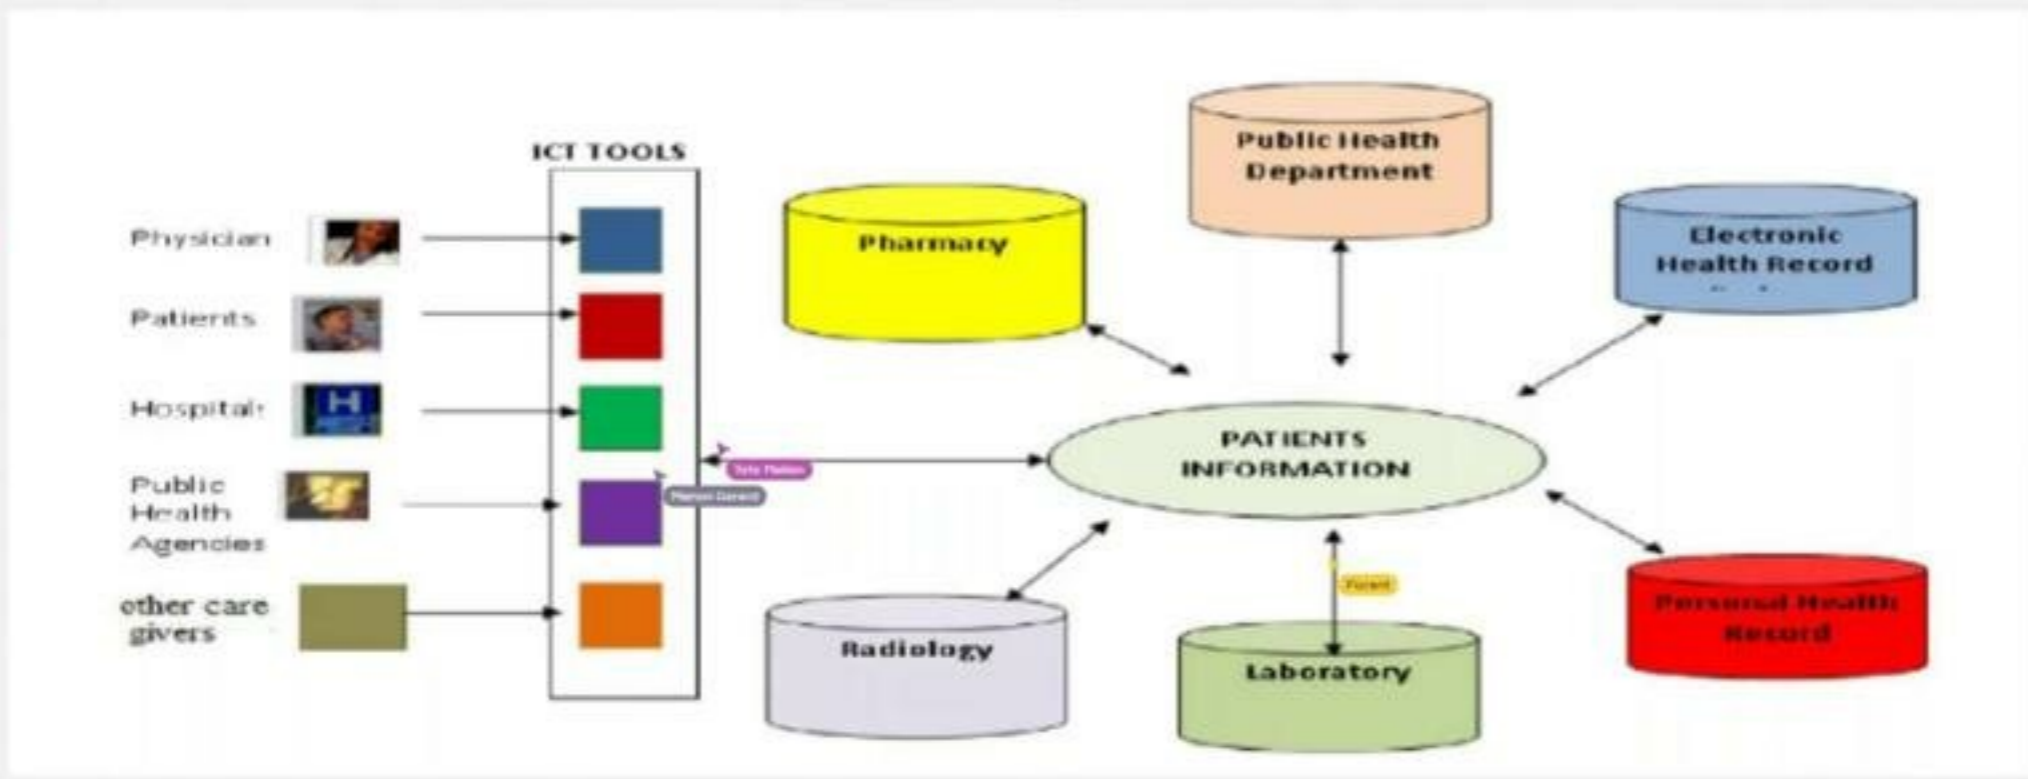 ICT TOOLS
Physician
Patients
Hospitals
H
Public
Health
Agencies
other care
givers
Pharmacy
Public Health
Department
Electronic
Health Record
PATIENTS
INFORMATION
Radiology
Laboratory
Personal Health
Record